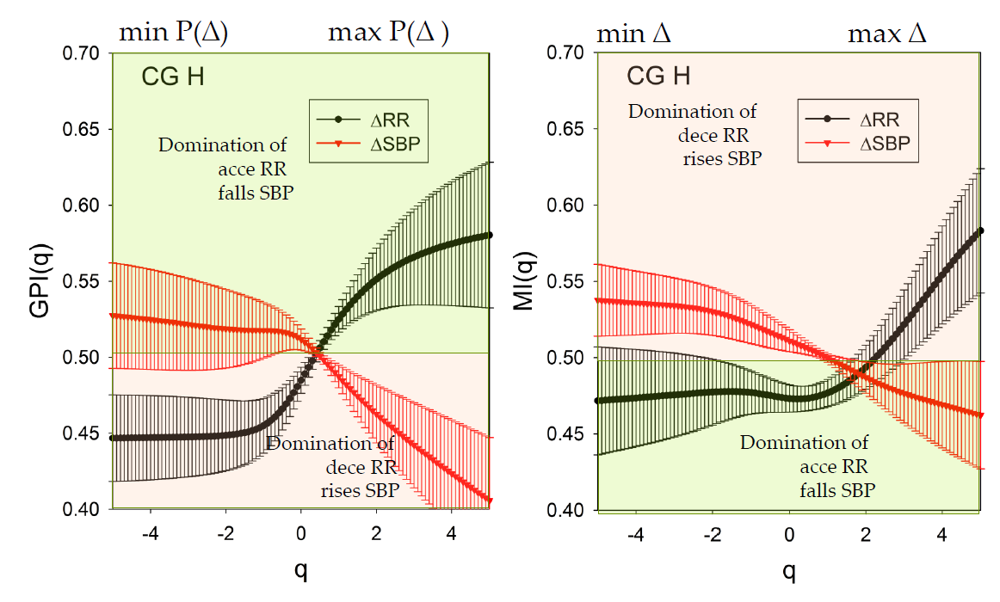 min P(Δ) max P(Δ )
CG H
ΔRR
ΔSBP
Domination of
acce RR
falls SBP
Domination of
dece RR
rises SBP
0.70
0.65
0.60
0.55
0.50
0.45
0.40
GPI(q)
-4 -2 0 2 4
q
min Δ max Δ
CG H
Domination of
dece RR
rises SBP
ΔRR
ΔSBP
Domination of
acce RR
falls SBP
0.70
0.65
0.60
0.55
0.50
0.45
0.40
MI(q)
-4 -2 0 2 4
q